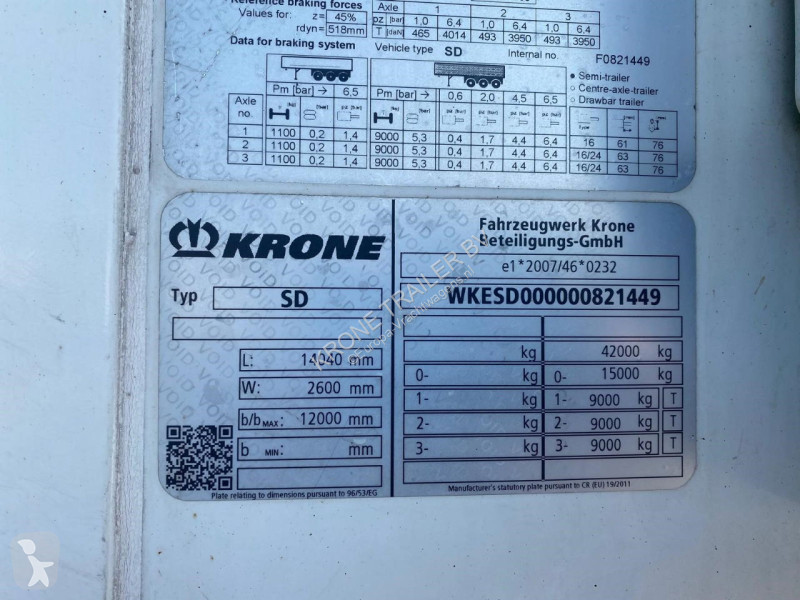 Reference braking forces
Values for: z= 45%
rdyn= 518mm
Axle 1 2 3
pz [bar] 1,0 6,4 1,0 6,4 1,0 6,4
T [daN] 465 4014 493 3950 493 3950
Data for braking system Vehicle type SD Internal no. F0821449
Semi-trailer
Centre-axle-trailer
Drawbar trailer
Pm [bar] → 6,5 Pm [bar] → 0,6 2,0 4,5 6,5
Axle no.
1 1100 0,2 1,4 9000 5,3 0,4 1,7 4,4 6,4 16 61 76
2 1100 0,2 1,4 9000 5,3 0,4 1,7 4,4 6,4 16/24 63 76
3 1100 0,2 1,4 9000 5,3 0,4 1,7 4,4 6,4 16/24 63 76
KRONE
Typ SD
L: 14040 mm
W: 2600 mm
b/b MAX: 12000 mm
b MIN: mm
Plate relating to dimensions pursuant to 96/53/EG
Fahrzeugwerk Krone
Beteiligungs-GmbH
e1*2007/46*0232
WKESD000000821449
kg 42000 kg
0- kg 0- 15000 kg
1- kg 1- 9000 kg T
2- kg 2- 9000 kg T
3- kg 3- 9000 kg T
Manufacturer's statutory plate pursuant to CR (EU) 19/2011
KRONE TRAILER B.V.